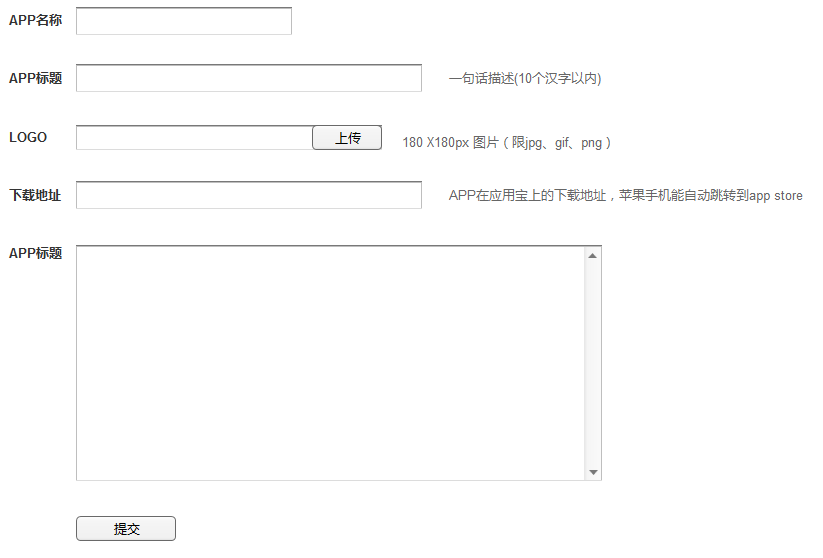 APP名称
APP标题 一句话描述(10个汉字以内)
LOGO 上传 180 X180px 图片（限jpg、gif、png）
下载地址 APP在应用宝上的下载地址，苹果手机能自动跳转到app store
APP标题
提交